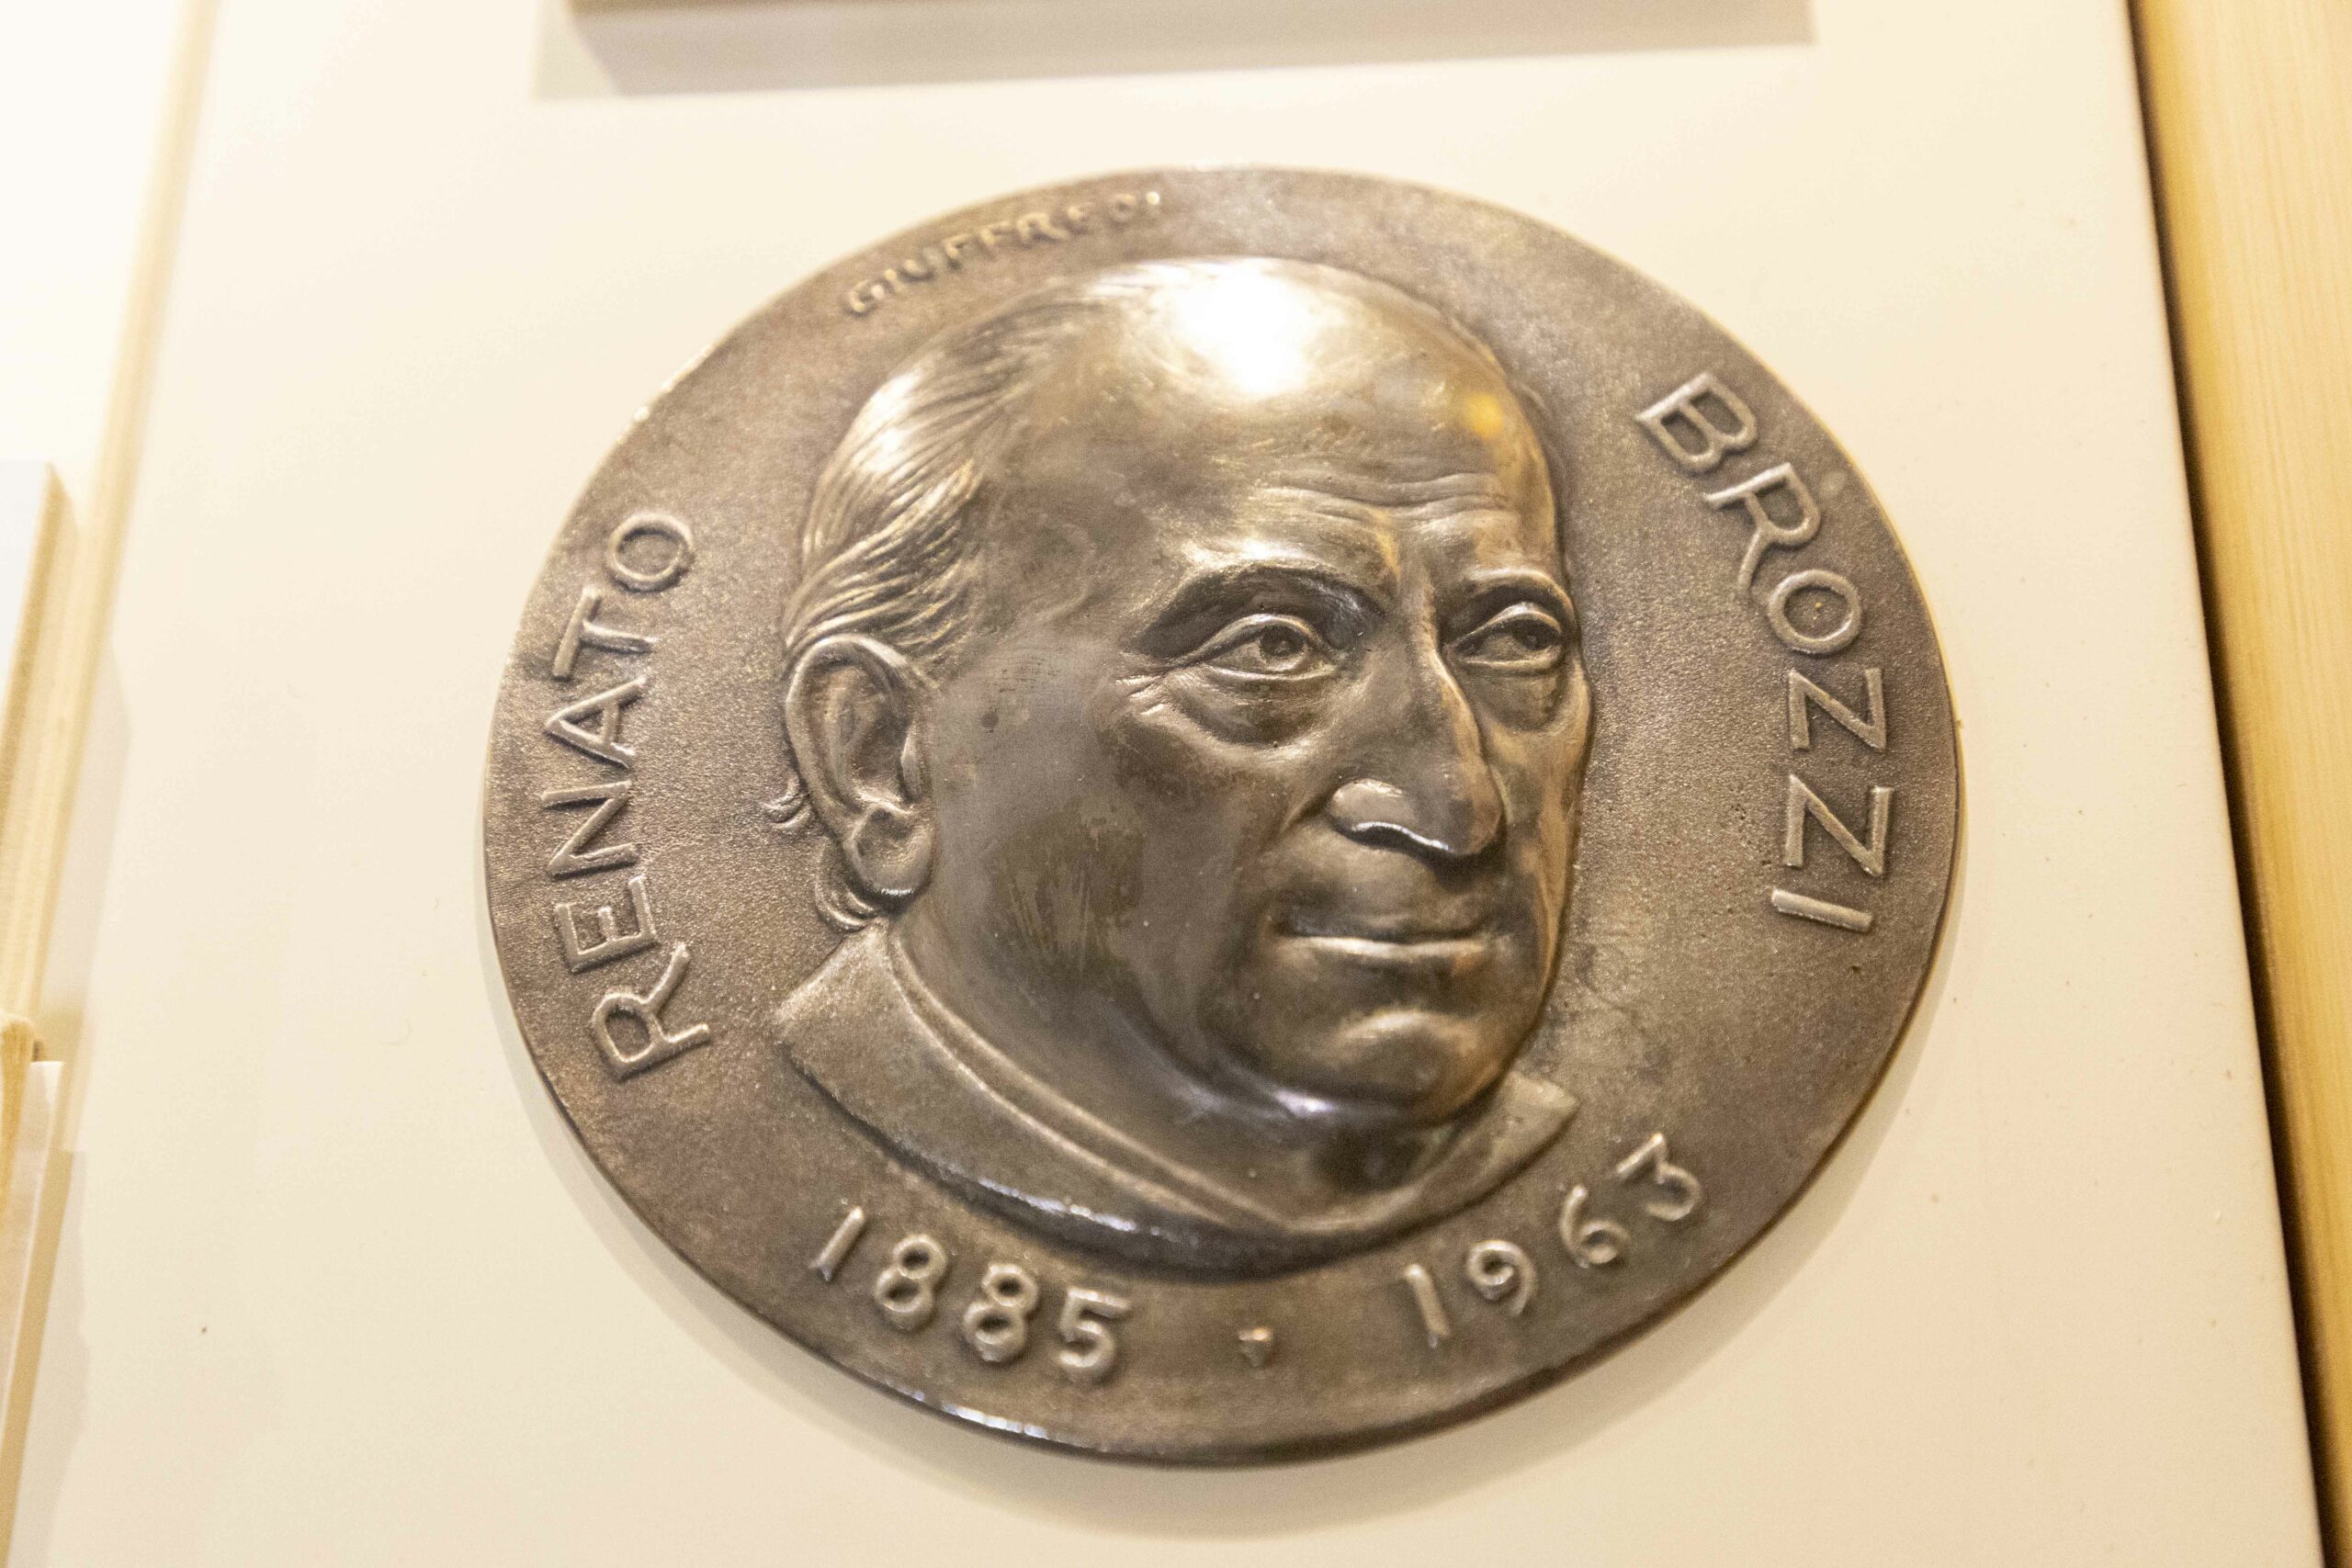 GIUFFREDI
RENATO BROZZI
1885 · 1963